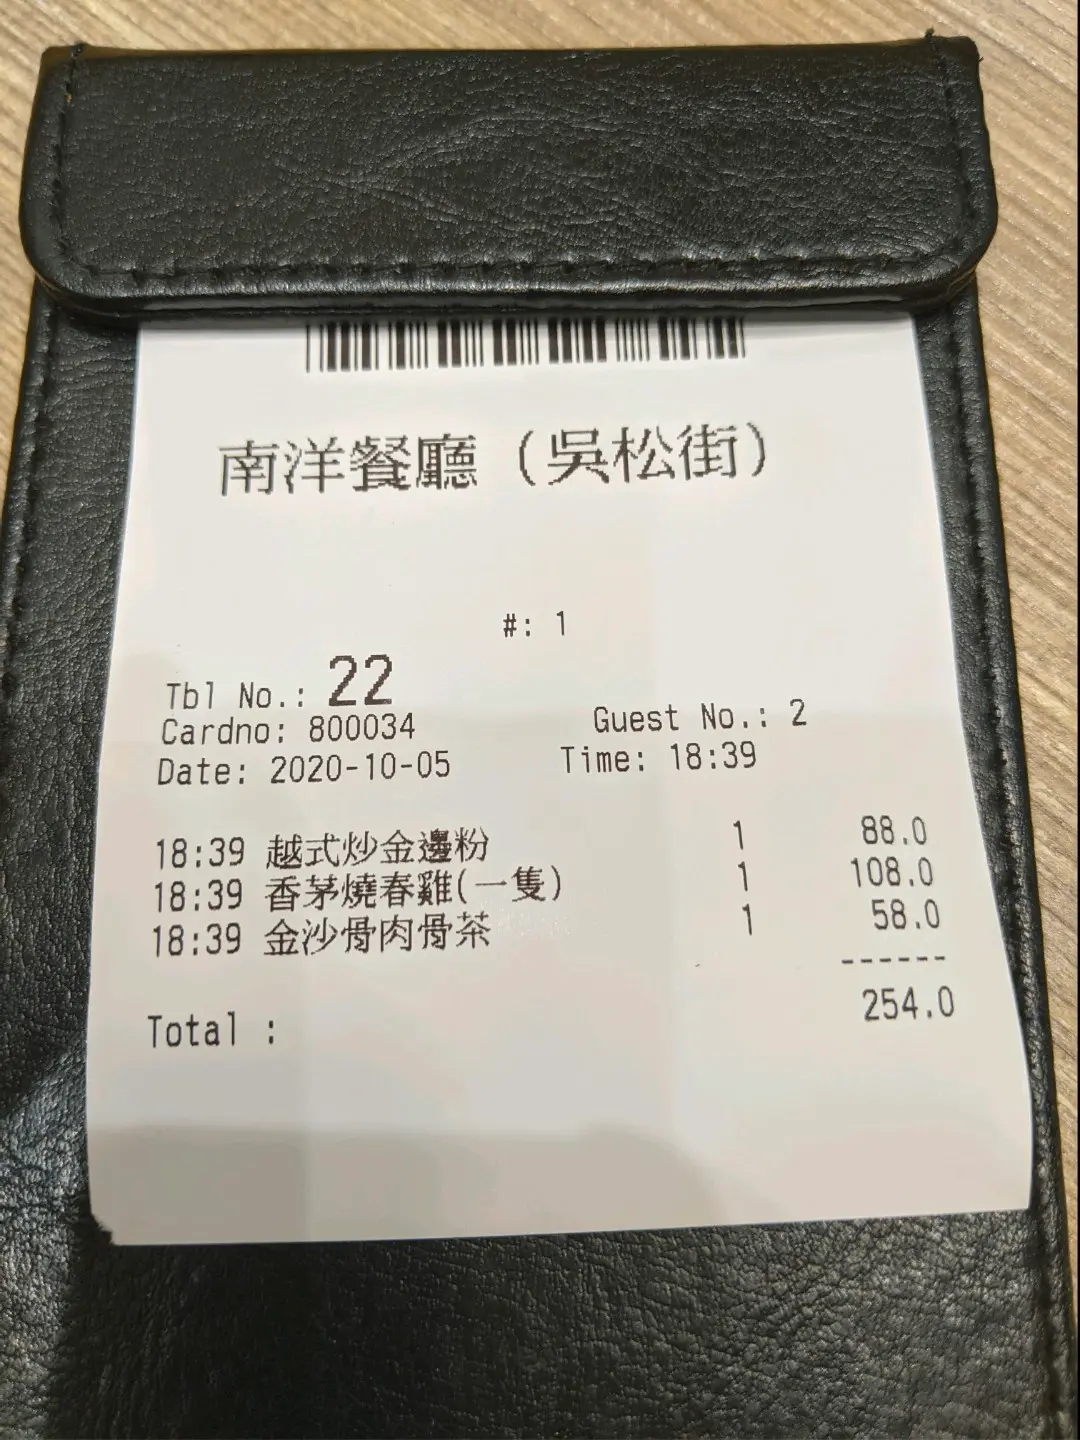 南洋餐廳（吳松街）
#: 1
Tbl No.: 22
Cardno: 800034 Guest No.: 2
Date: 2020-10-05 Time: 18:39
18:39 越式炒金邊粉 1 88.0
18:39 香茅燒春雞(一隻) 1 108.0
18:39 金沙骨肉骨茶 1 58.0
------
Total : 254.0